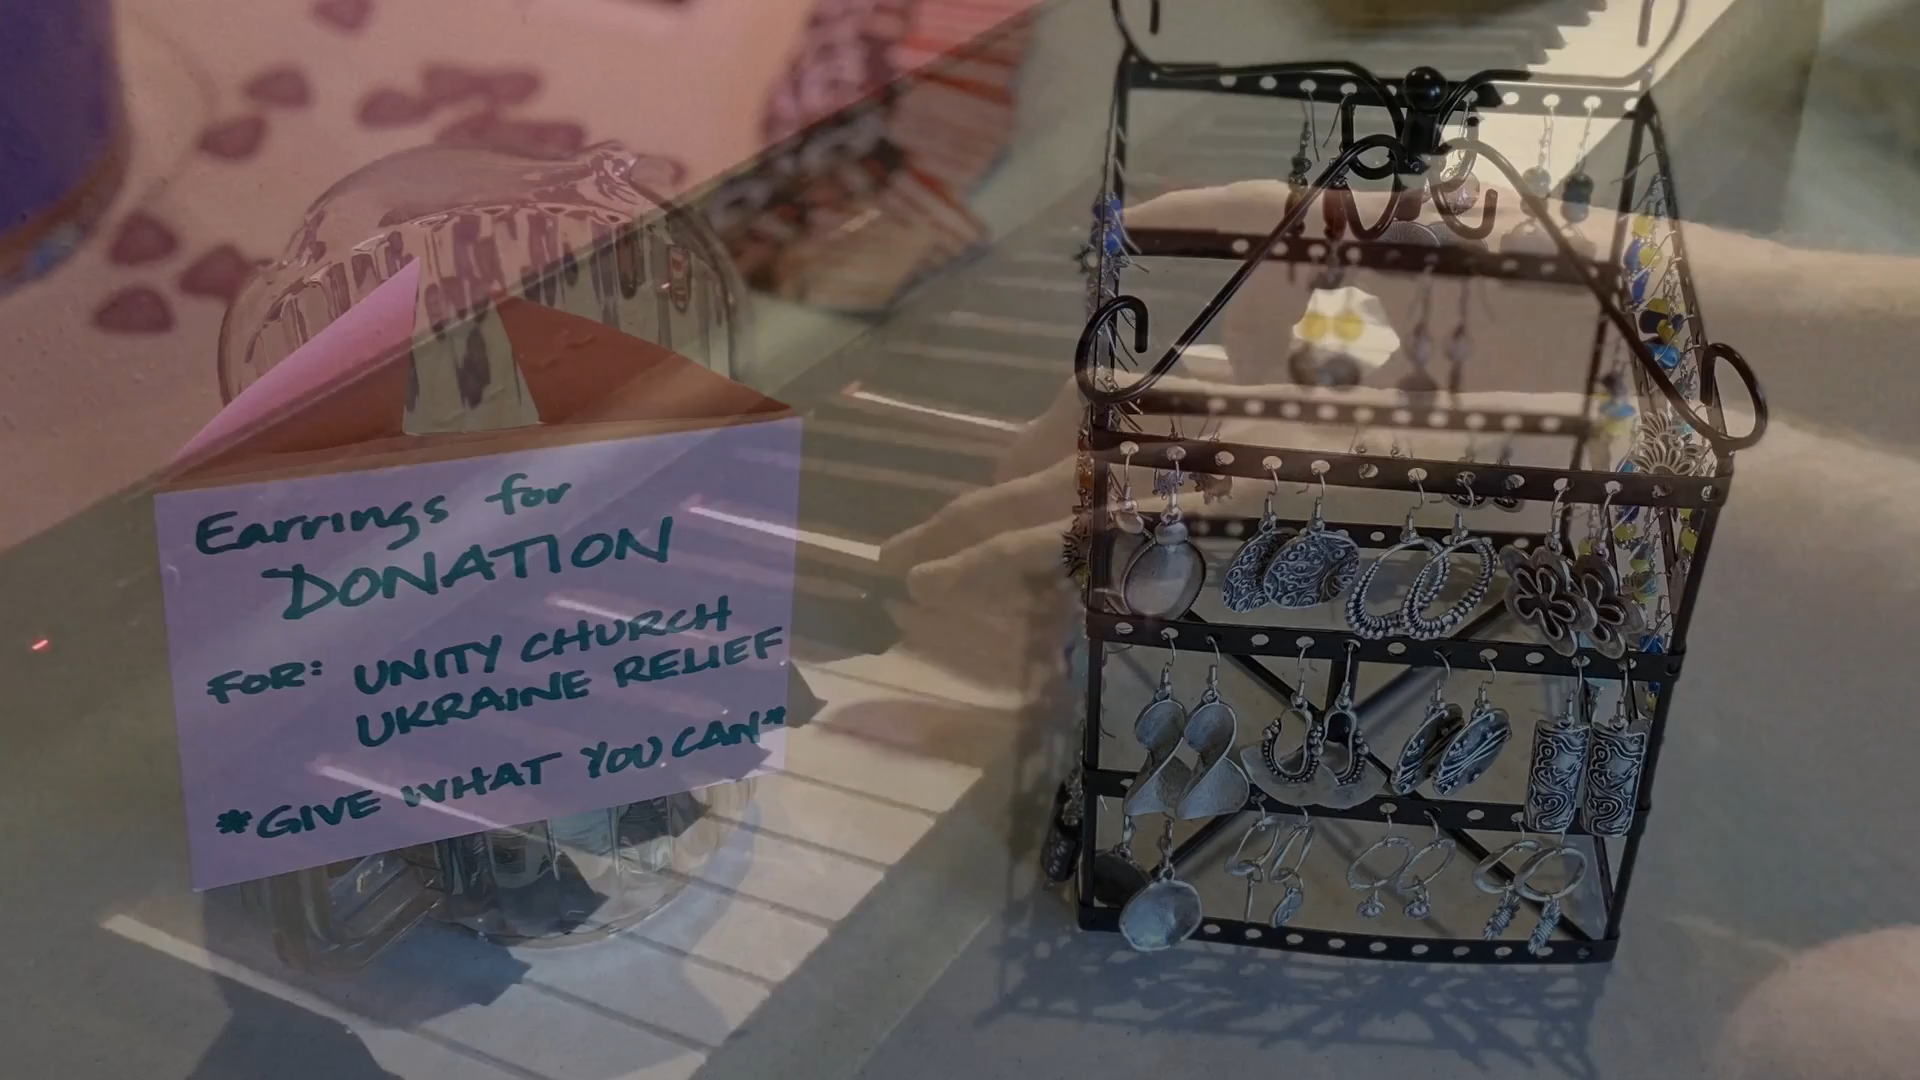 Earrings for
DONATION
FOR: UNITY CHURCH
UKRAINE RELIEF
*GIVE WHAT YOU CAN*